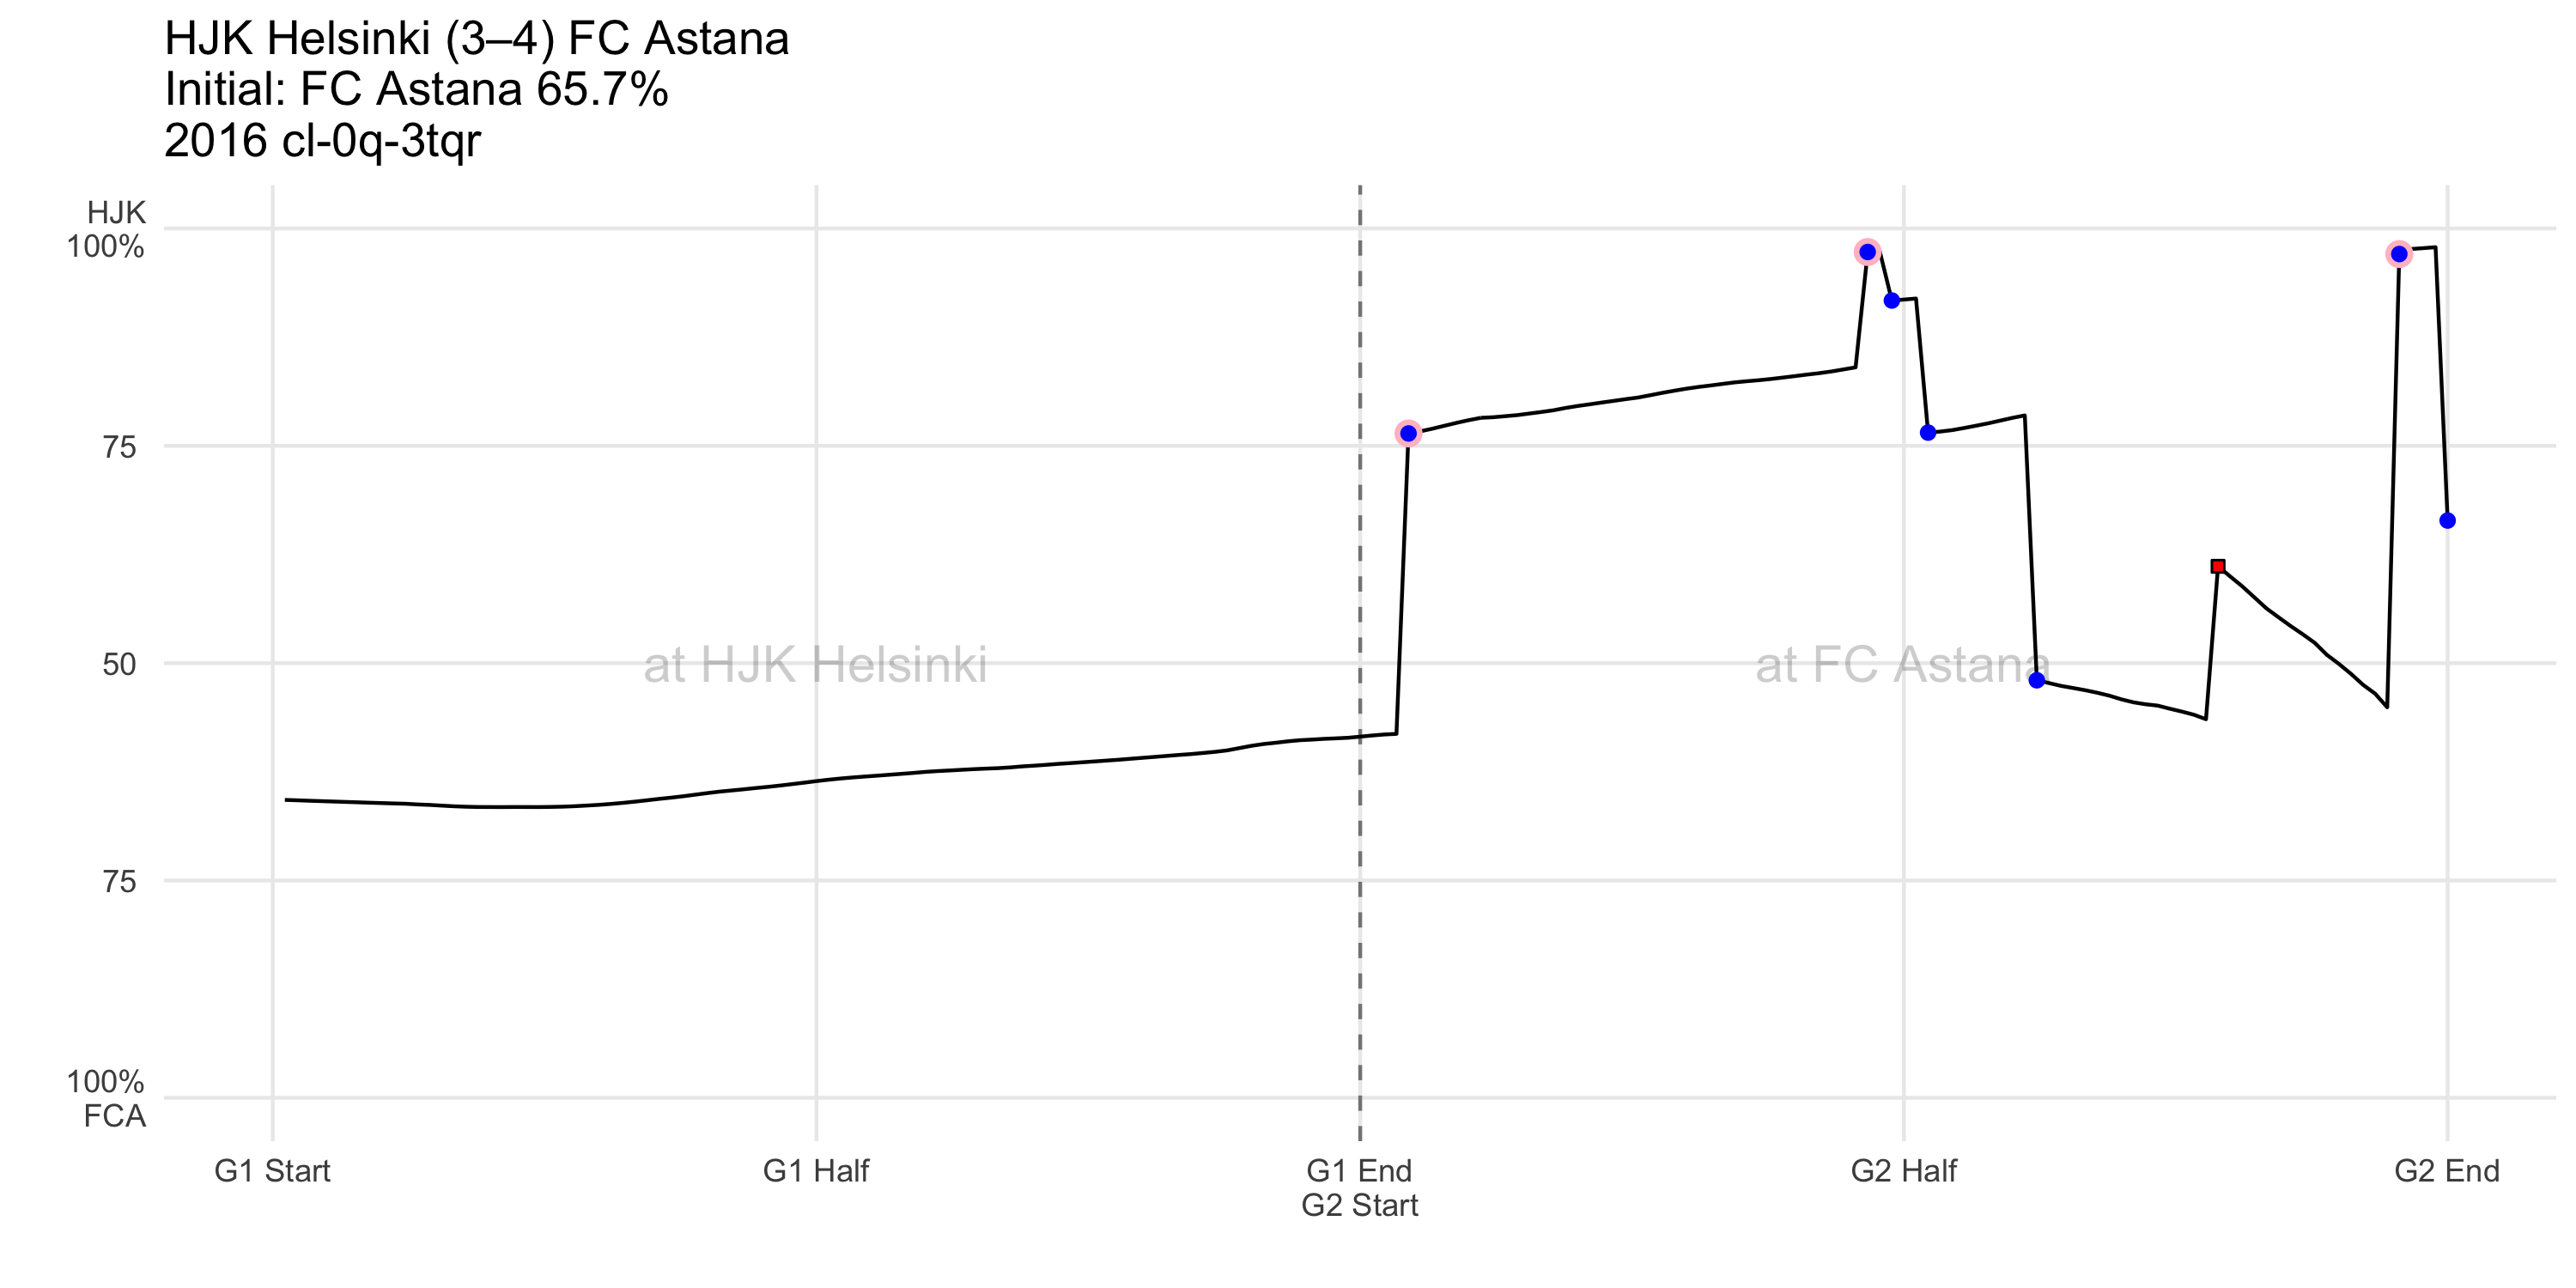 HJK Helsinki (3–4) FC Astana
Initial: FC Astana 65.7%
2016 cl-0q-3tqr
HJK
100%
75
50
75
100%
FCA
at HJK Helsinki
at FC Astana
G1 Start
G1 Half
G1 End
G2 Start
G2 Half
G2 End